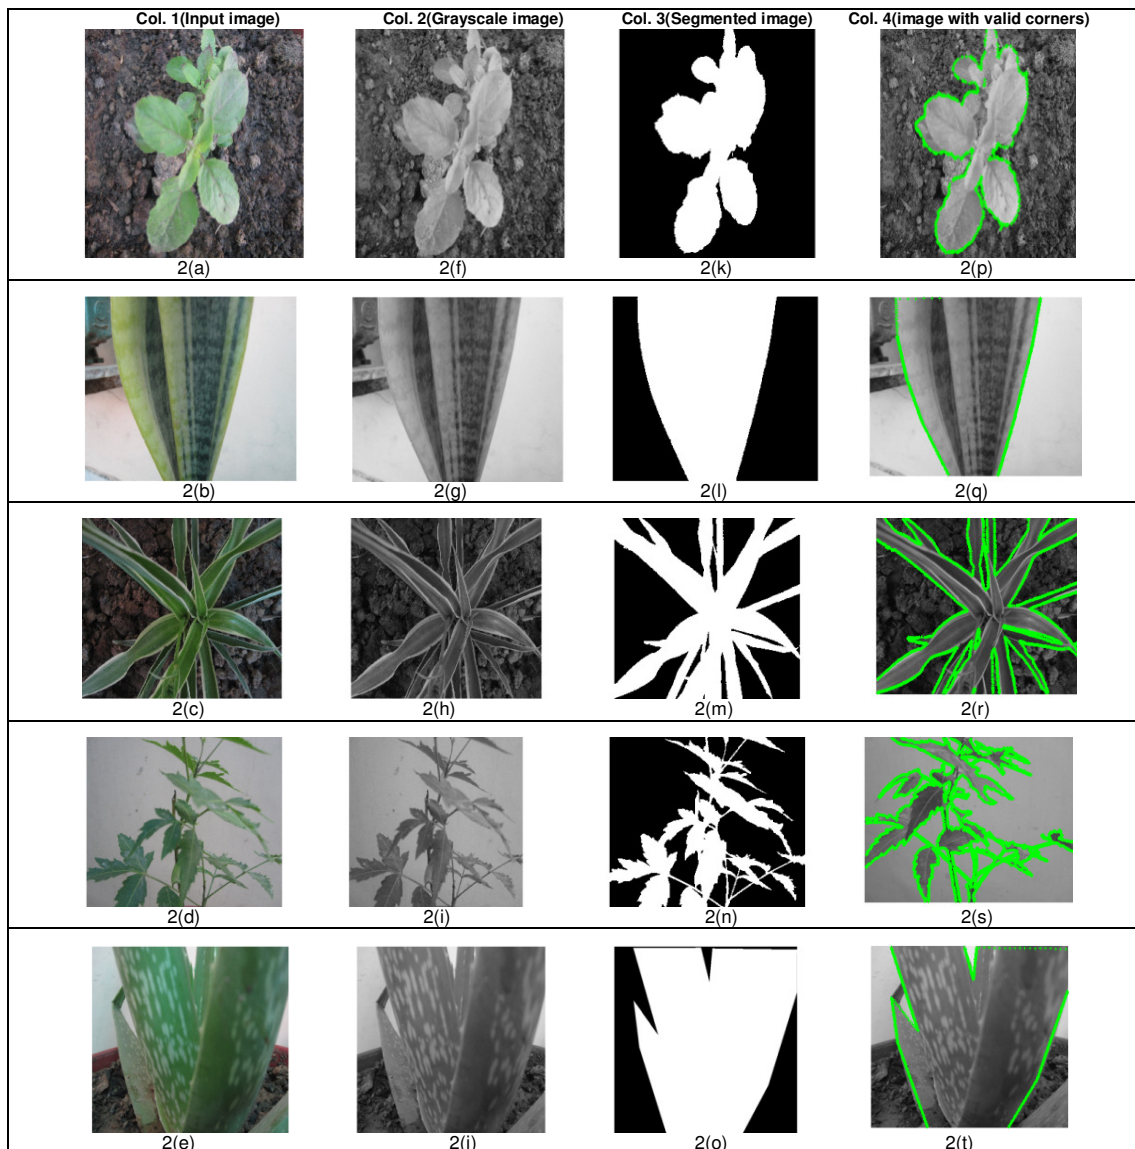 Col. 1(Input image) Col. 2(Grayscale image) Col. 3(Segmented image) Col. 4(image with valid corners)
2(a) 2(f) 2(k) 2(p)
2(b) 2(g) 2(l) 2(q)
2(c) 2(h) 2(m) 2(r)
2(d) 2(i) 2(n) 2(s)
2(e) 2(j) 2(o) 2(t)